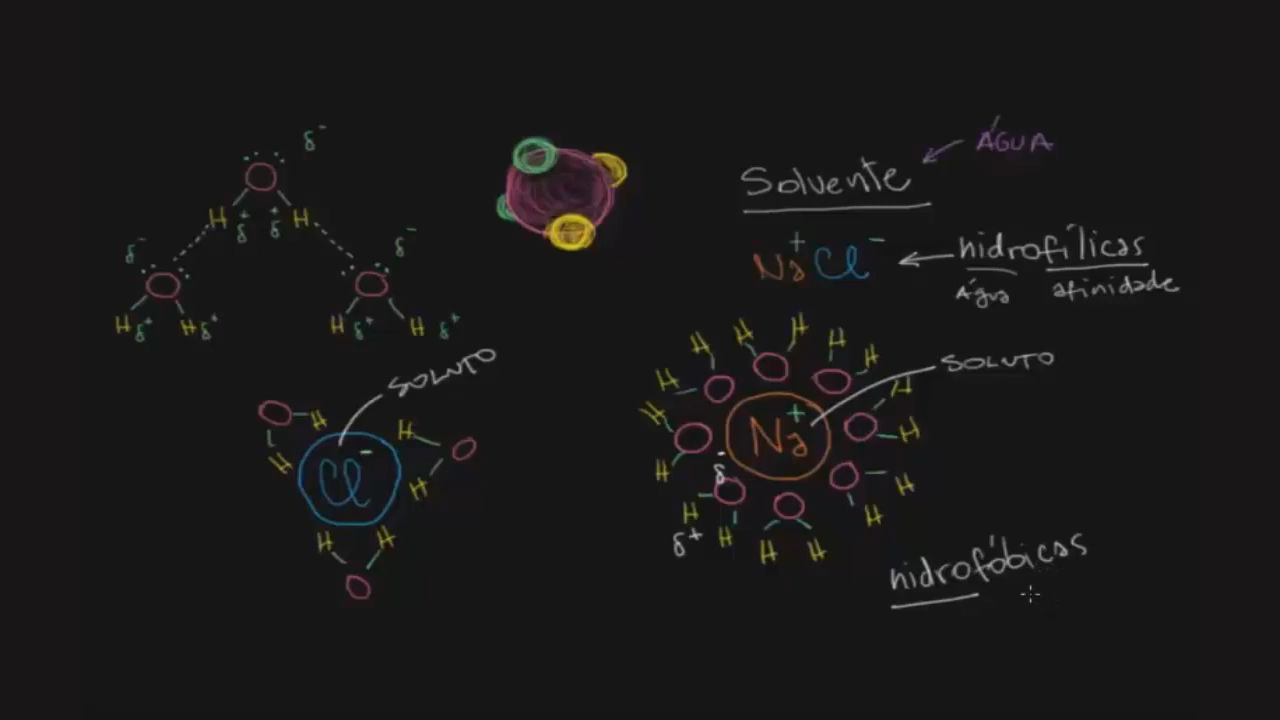 δ⁻
O
H δ⁺ δ⁺ H
δ⁻ O
H δ⁺ H δ⁺
δ⁻ O
H δ⁺ H δ⁺
Solvente
ÁGUA
Na⁺ Cl⁻
hidrofílicas
Água afinidade
SOLUTO
Cl⁻
O H H
H H O
H H O
SOLUTO
Na⁺
H H H H H
H H
H H
H H
δ⁻
H H H H
δ⁺ H H
hidrofóbicas